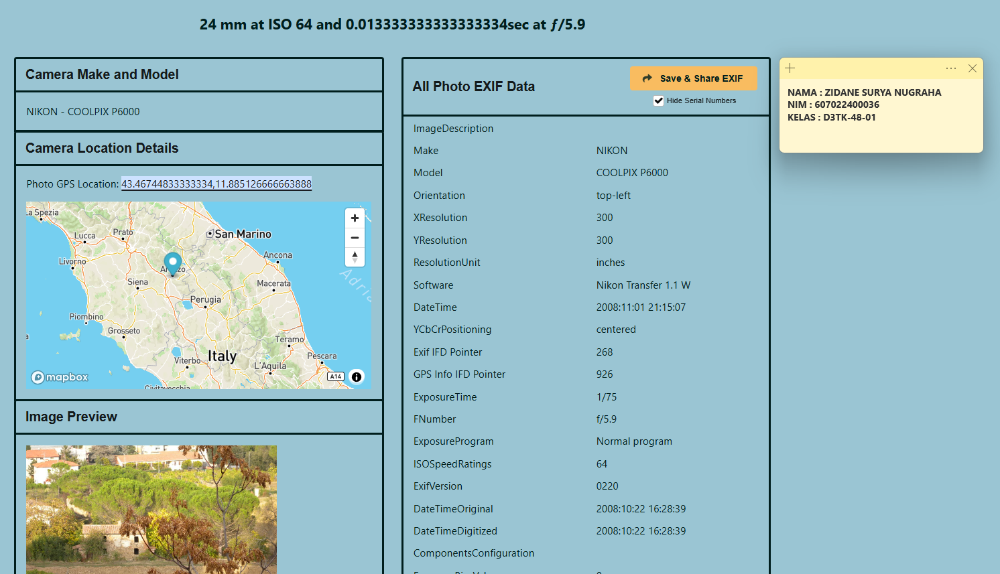 24 mm at ISO 64 and 0.013333333333333334sec at ƒ/5.9
Camera Make and Model
NIKON - COOLPIX P6000
Camera Location Details
Photo GPS Location: 43.46744833333334,11.885126666663888
La Spezia
Lucca
Prato
San Marino
Livorno
Ancona
Siena
Macerata
Adria
Perugia
Piombino
Grosseto
Teramo
Italy
Viterbo
Pescara
L'Aquila
A14
mapbox
Civitavecchia
Image Preview
All Photo EXIF Data
Save & Share EXIF
Hide Serial Numbers
ImageDescription
Make NIKON
Model COOLPIX P6000
Orientation top-left
XResolution 300
YResolution 300
ResolutionUnit inches
Software Nikon Transfer 1.1 W
DateTime 2008:11:01 21:15:07
YCbCrPositioning centered
Exif IFD Pointer 268
GPS Info IFD Pointer 926
ExposureTime 1/75
FNumber f/5.9
ExposureProgram Normal program
ISOSpeedRatings 64
ExifVersion 0220
DateTimeOriginal 2008:10:22 16:28:39
DateTimeDigitized 2008:10:22 16:28:39
ComponentsConfiguration
NAMA : ZIDANE SURYA NUGRAHA
NIM : 607022400036
KELAS : D3TK-48-01